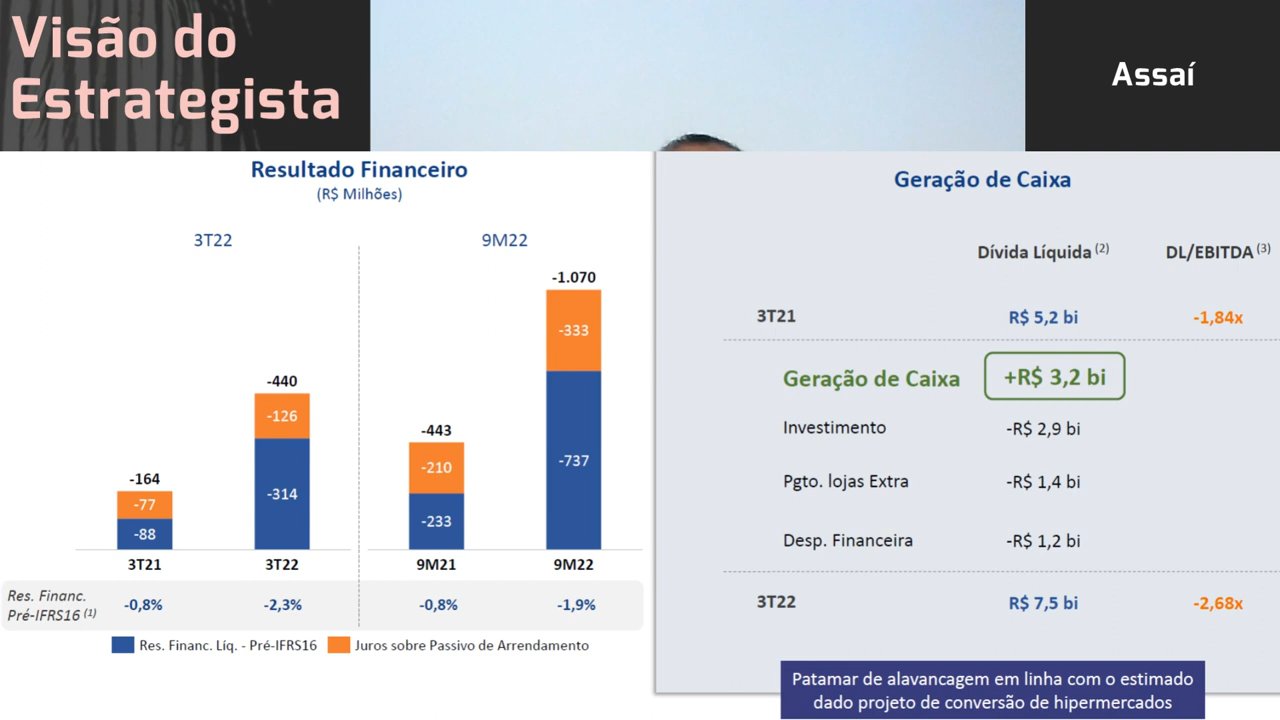 Visão do
Estrategista
Assaí
Resultado Financeiro
(R$ Milhões)
3T22
9M22
-164
-77
-88
-440
-126
-314
-443
-210
-233
-1.070
-333
-737
3T21
3T22
9M21
9M22
Res. Financ.
Pré-IFRS16 (1)
-0,8%
-2,3%
-0,8%
-1,9%
Res. Financ. Líq. - Pré-IFRS16
Juros sobre Passivo de Arrendamento
Geração de Caixa
Dívida Líquida (2)
DL/EBITDA (3)
3T21
R$ 5,2 bi
-1,84x
Geração de Caixa
+R$ 3,2 bi
Investimento
-R$ 2,9 bi
Pgto. lojas Extra
-R$ 1,4 bi
Desp. Financeira
-R$ 1,2 bi
3T22
R$ 7,5 bi
-2,68x
Patamar de alavancagem em linha com o estimado
dado projeto de conversão de hipermercados